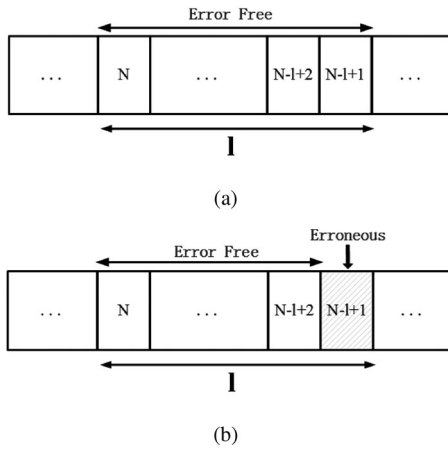 Error Free
... N ... N-l+2 N-l+1 ...
l
(a)
Erroneous
Error Free
... N ... N-l+2 N-l+1 ...
l
(b)